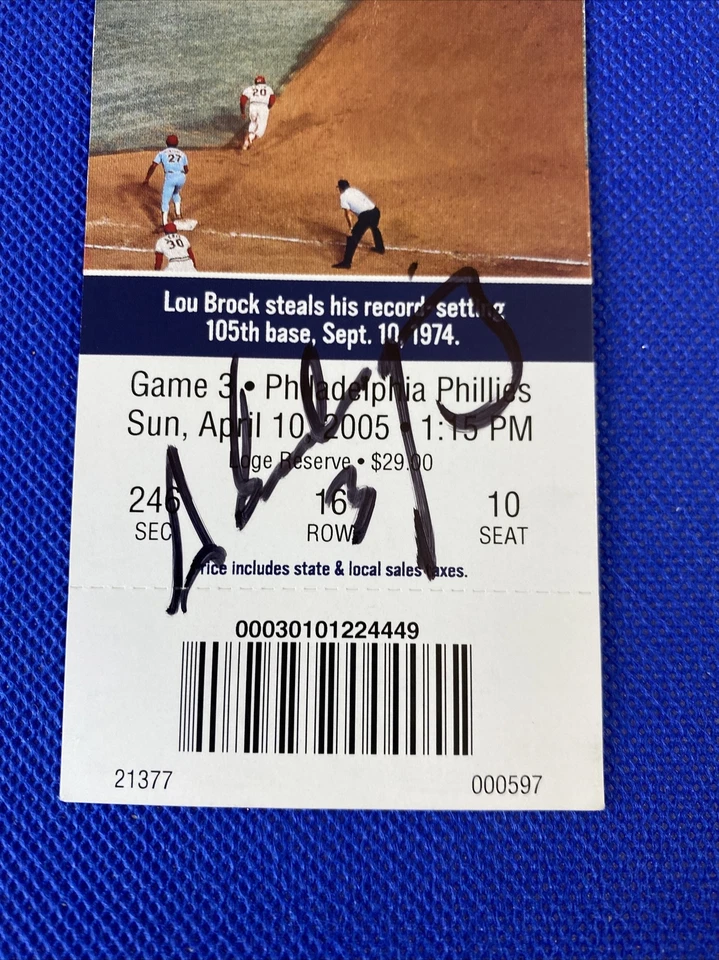 20
27
30
Lou Brock steals his record-setting
105th base, Sept. 10, 1974.
Game 3 • Philadelphia Phillies
Sun, April 10, 2005 • 1:15 PM
Loge Reserve • $29.00
246 16 10
SEC ROW SEAT
Price includes state & local sales taxes.
00030101224449
21377 000597